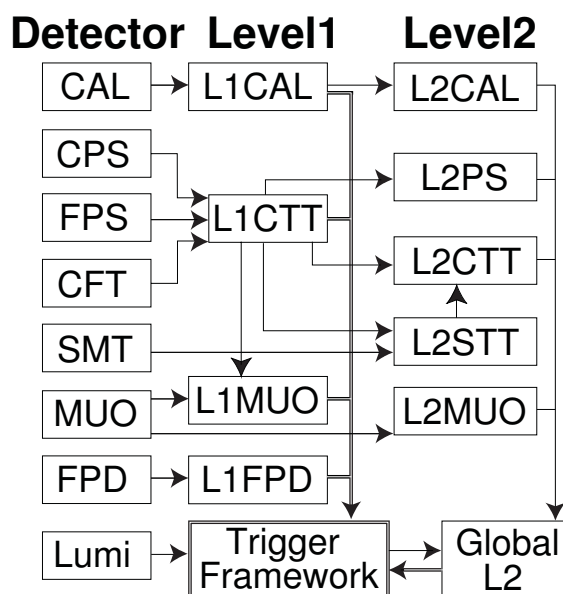 Detector Level1 Level2
CAL L1CAL L2CAL
CPS
L2PS
FPS L1CTT
L2CTT
CFT
SMT L2STT
MUO L1MUO L2MUO
FPD L1FPD
Lumi Trigger Global
Framework L2